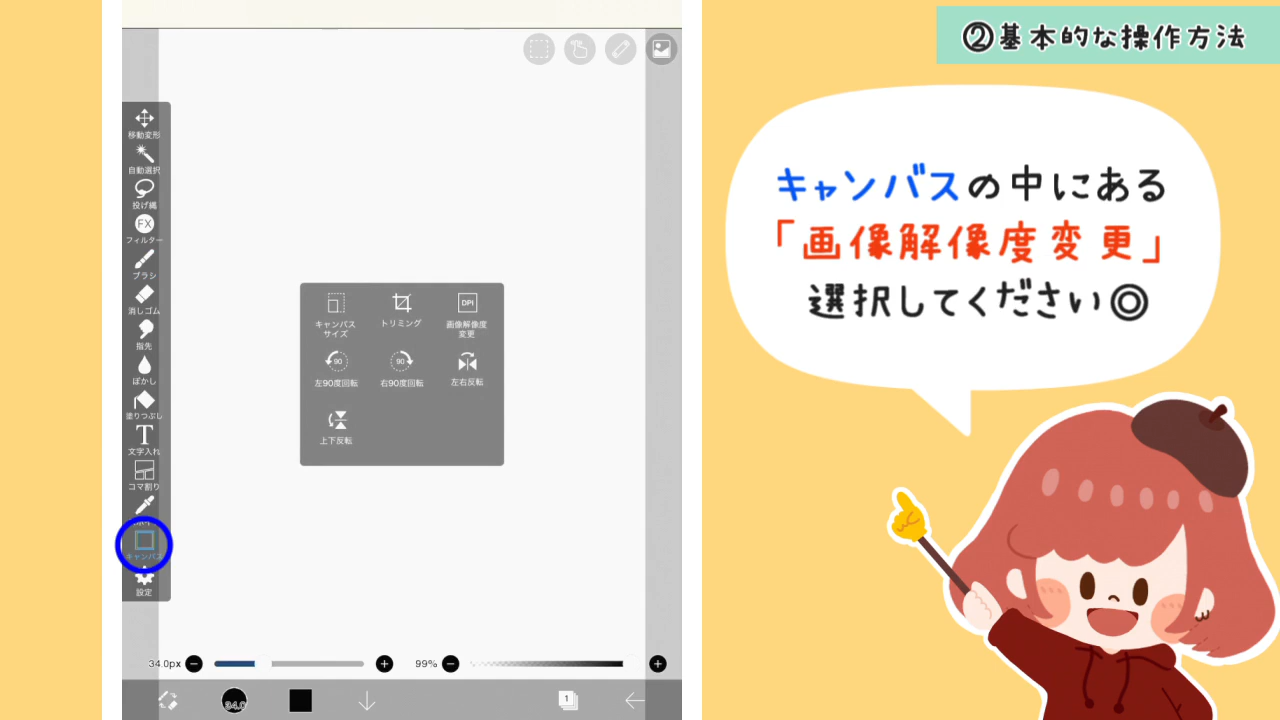 ②基本的な操作方法
キャンバスの中にある
「画像解像度変更」
選択してください◎
移動変形
自動選択
投げ縄
FX
フィルター
ブラシ
消しゴム
指先
ぼかし
塗りつぶし
T
文字入れ
コマ割り
キャンバス
設定
DPI
キャンバス
サイズ
トリミング
画像解像度
変更
90
90
左90度回転
右90度回転
左右反転
上下反転
34.0px
99%
34.0
1